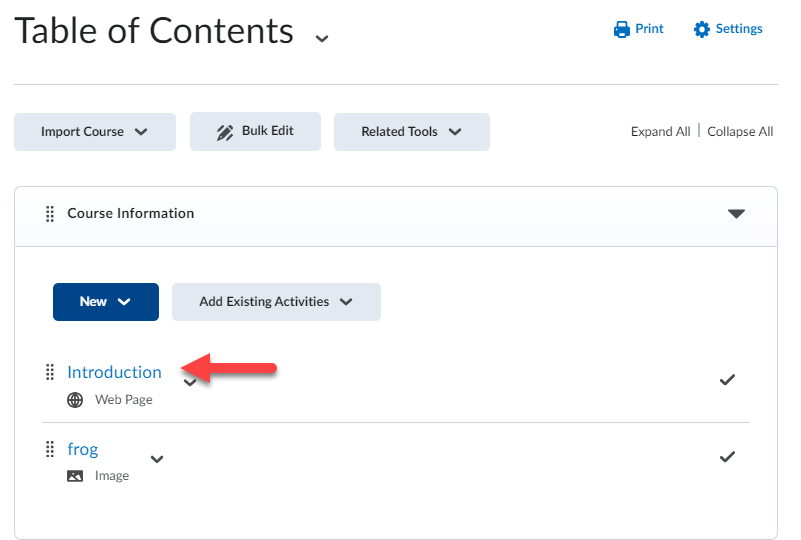 Table of Contents
Print
Settings
Import Course
Bulk Edit
Related Tools
Expand All | Collapse All
Course Information
New
Add Existing Activities
Introduction
Web Page
frog
Image